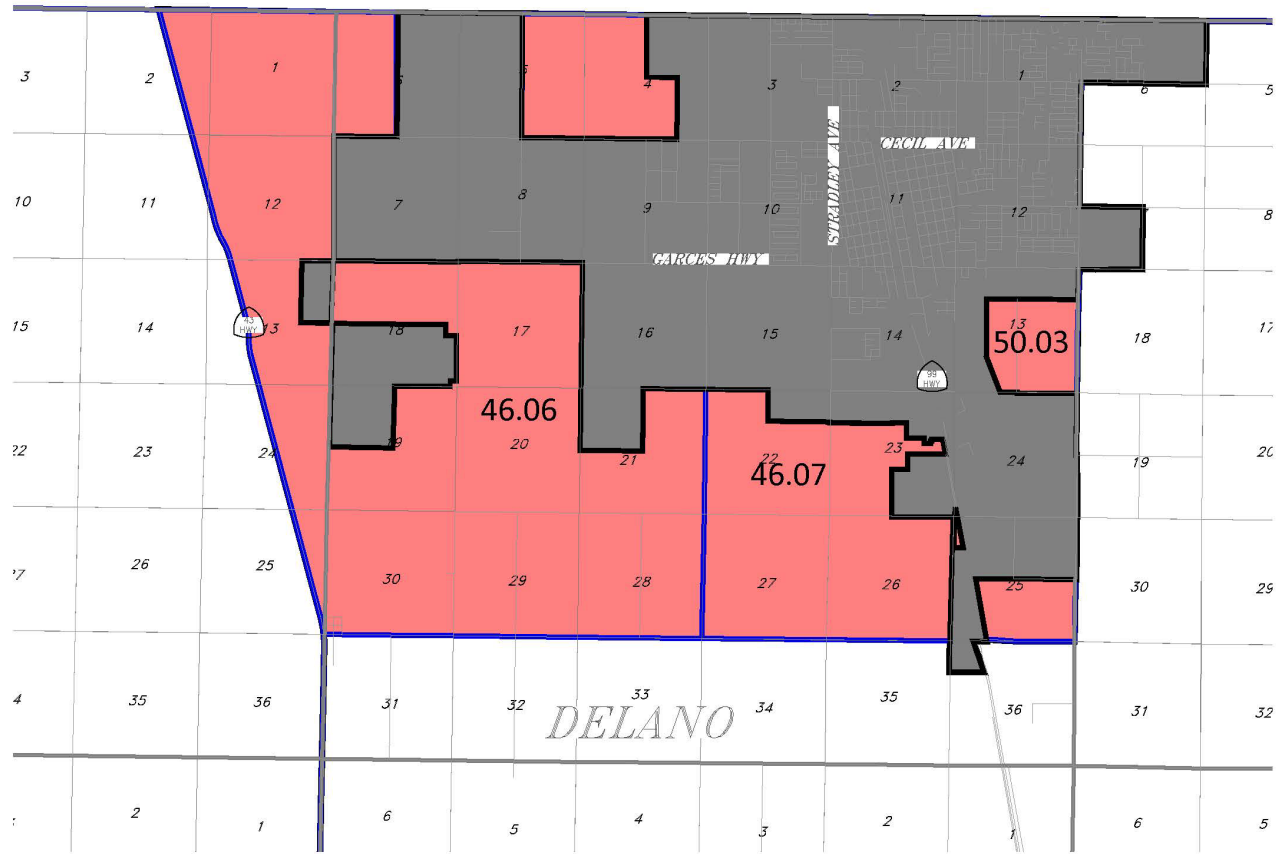 3 2 1 6 5 4 3 2 1 6 5
STRADLEY AVE
CECIL AVE
10 11 12 7 8 9 10 11 12 8
GARCES HWY
15 14 43 HWY 13 18 17 16 15 14 13 18 17
50.03
99 HWY
46.06
22 23 24 19 20 21 22 23 24 19 20
46.07
26 25 30 29 28 27 26 25 30 29
4 35 36 31 32 33 34 35 36 31 32
DELANO
2 1 6 5 4 3 2 1 6 5